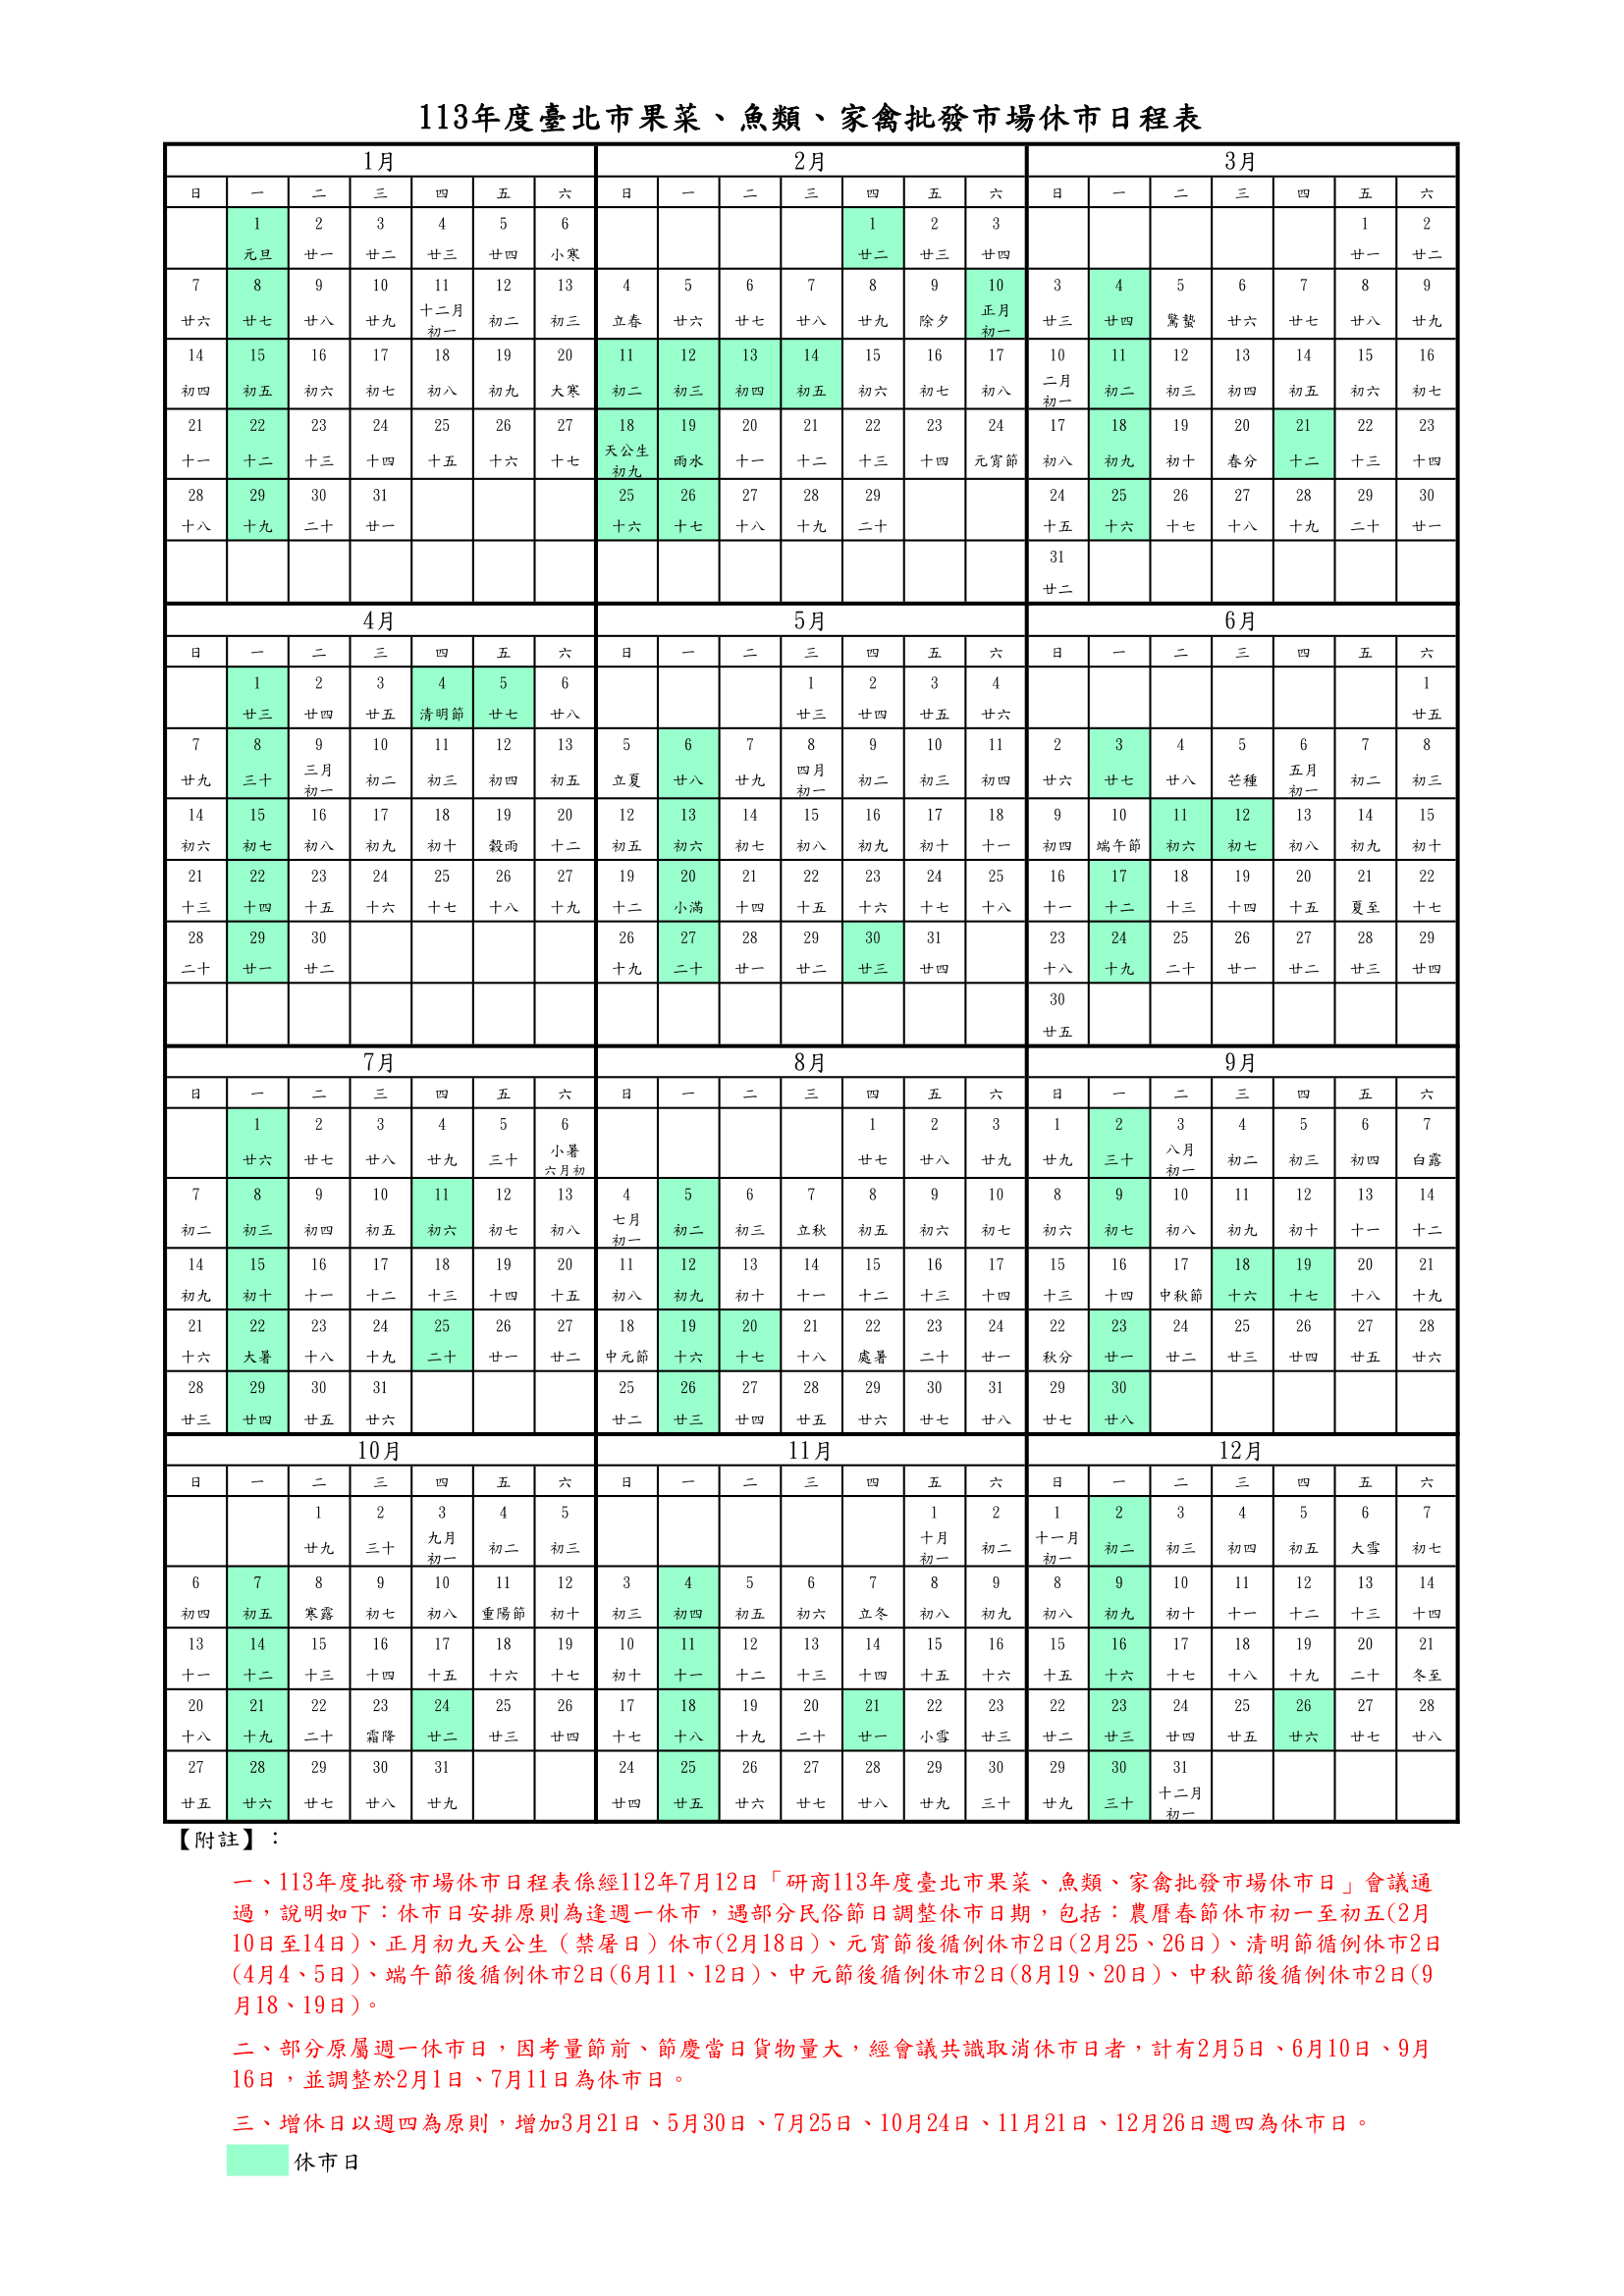 113年度臺北市果菜、魚類、家禽批發市場休市日程表
1月 2月 3月
日 一 二 三 四 五 六 日 一 二 三 四 五 六 日 一 二 三 四 五 六
1 2 3 4 5 6 1 2 3 1 2
元旦 廿一 廿二 廿三 廿四 小寒 廿二 廿三 廿四 廿一 廿二
7 8 9 10 11 12 13 4 5 6 7 8 9 10 3 4 5 6 7 8 9
廿六 廿七 廿八 廿九 十二月初一 初二 初三 立春 廿六 廿七 廿八 廿九 除夕 正月初一 廿三 廿四 驚蟄 廿六 廿七 廿八 廿九
14 15 16 17 18 19 20 11 12 13 14 15 16 17 10 11 12 13 14 15 16
初四 初五 初六 初七 初八 初九 大寒 初二 初三 初四 初五 初六 初七 初八 二月初一 初二 初三 初四 初五 初六 初七
21 22 23 24 25 26 27 18 19 20 21 22 23 24 17 18 19 20 21 22 23
十一 十二 十三 十四 十五 十六 十七 天公生初九 雨水 十一 十二 十三 十四 元宵節 初八 初九 初十 春分 十二 十三 十四
28 29 30 31 25 26 27 28 29 24 25 26 27 28 29 30
十八 十九 二十 廿一 十六 十七 十八 十九 二十 十五 十六 十七 十八 十九 二十 廿一
31
廿二
4月 5月 6月
日 一 二 三 四 五 六 日 一 二 三 四 五 六 日 一 二 三 四 五 六
1 2 3 4 5 6 1 2 3 4 1
廿三 廿四 廿五 清明節 廿七 廿八 廿三 廿四 廿五 廿六 廿五
7 8 9 10 11 12 13 5 6 7 8 9 10 11 2 3 4 5 6 7 8
廿九 三十 三月初一 初二 初三 初四 初五 立夏 廿八 廿九 四月初一 初二 初三 初四 廿六 廿七 廿八 芒種 五月初一 初二 初三
14 15 16 17 18 19 20 12 13 14 15 16 17 18 9 10 11 12 13 14 15
初六 初七 初八 初九 初十 穀雨 十二 初五 初六 初七 初八 初九 初十 十一 初四 端午節 初六 初七 初八 初九 初十
21 22 23 24 25 26 27 19 20 21 22 23 24 25 16 17 18 19 20 21 22
十三 十四 十五 十六 十七 十八 十九 十二 小滿 十四 十五 十六 十七 十八 十一 十二 十三 十四 十五 夏至 十七
28 29 30 26 27 28 29 30 31 23 24 25 26 27 28 29
二十 廿一 廿二 十九 二十 廿一 廿二 廿三 廿四 十八 十九 二十 廿一 廿二 廿三 廿四
30
廿五
7月 8月 9月
日 一 二 三 四 五 六 日 一 二 三 四 五 六 日 一 二 三 四 五 六
1 2 3 4 5 6 1 2 3 1 2 3 4 5 6 7
廿六 廿七 廿八 廿九 三十 小暑六月初 廿七 廿八 廿九 廿九 三十 八月初一 初二 初三 初四 白露
7 8 9 10 11 12 13 4 5 6 7 8 9 10 8 9 10 11 12 13 14
初二 初三 初四 初五 初六 初七 初八 七月初一 初二 初三 立秋 初五 初六 初七 初六 初七 初八 初九 初十 十一 十二
14 15 16 17 18 19 20 11 12 13 14 15 16 17 15 16 17 18 19 20 21
初九 初十 十一 十二 十三 十四 十五 初八 初九 初十 十一 十二 十三 十四 十三 十四 中秋節 十六 十七 十八 十九
21 22 23 24 25 26 27 18 19 20 21 22 23 24 22 23 24 25 26 27 28
十六 大暑 十八 十九 二十 廿一 廿二 中元節 十六 十七 十八 處暑 二十 廿一 秋分 廿一 廿二 廿三 廿四 廿五 廿六
28 29 30 31 25 26 27 28 29 30 31 29 30
廿三 廿四 廿五 廿六 廿二 廿三 廿四 廿五 廿六 廿七 廿八 廿七 廿八
10月 11月 12月
日 一 二 三 四 五 六 日 一 二 三 四 五 六 日 一 二 三 四 五 六
1 2 3 4 5 1 2 1 2 3 4 5 6 7
廿九 三十 九月初一 初二 初三 十月初一 初二 十一月初一 初二 初三 初四 初五 大雪 初七
6 7 8 9 10 11 12 3 4 5 6 7 8 9 8 9 10 11 12 13 14
初四 初五 寒露 初七 初八 重陽節 初十 初三 初四 初五 初六 立冬 初八 初九 初八 初九 初十 十一 十二 十三 十四
13 14 15 16 17 18 19 10 11 12 13 14 15 16 15 16 17 18 19 20 21
十一 十二 十三 十四 十五 十六 十七 初十 十一 十二 十三 十四 十五 十六 十五 十六 十七 十八 十九 二十 冬至
20 21 22 23 24 25 26 17 18 19 20 21 22 23 22 23 24 25 26 27 28
十八 十九 二十 霜降 廿二 廿三 廿四 十七 十八 十九 二十 廿一 小雪 廿三 廿二 廿三 廿四 廿五 廿六 廿七 廿八
27 28 29 30 31 24 25 26 27 28 29 30 29 30 31
廿五 廿六 廿七 廿八 廿九 廿四 廿五 廿六 廿七 廿八 廿九 三十 廿九 三十 十二月初一
【附註】：
一、113年度批發市場休市日程表係經112年7月12日「研商113年度臺北市果菜、魚類、家禽批發市場休市日」會議通
過，說明如下：休市日安排原則為逢週一休市，遇部分民俗節日調整休市日期，包括：農曆春節休市初一至初五(2月
10日至14日)、正月初九天公生（禁屠日）休市(2月18日)、元宵節後循例休市2日(2月25、26日)、清明節循例休市2日
(4月4、5日)、端午節後循例休市2日(6月11、12日)、中元節後循例休市2日(8月19、20日)、中秋節後循例休市2日(9
月18、19日)。
二、部分原屬週一休市日，因考量節前、節慶當日貨物量大，經會議共識取消休市日者，計有2月5日、6月10日、9月
16日，並調整於2月1日、7月11日為休市日。
三、增休日以週四為原則，增加3月21日、5月30日、7月25日、10月24日、11月21日、12月26日週四為休市日。
休市日